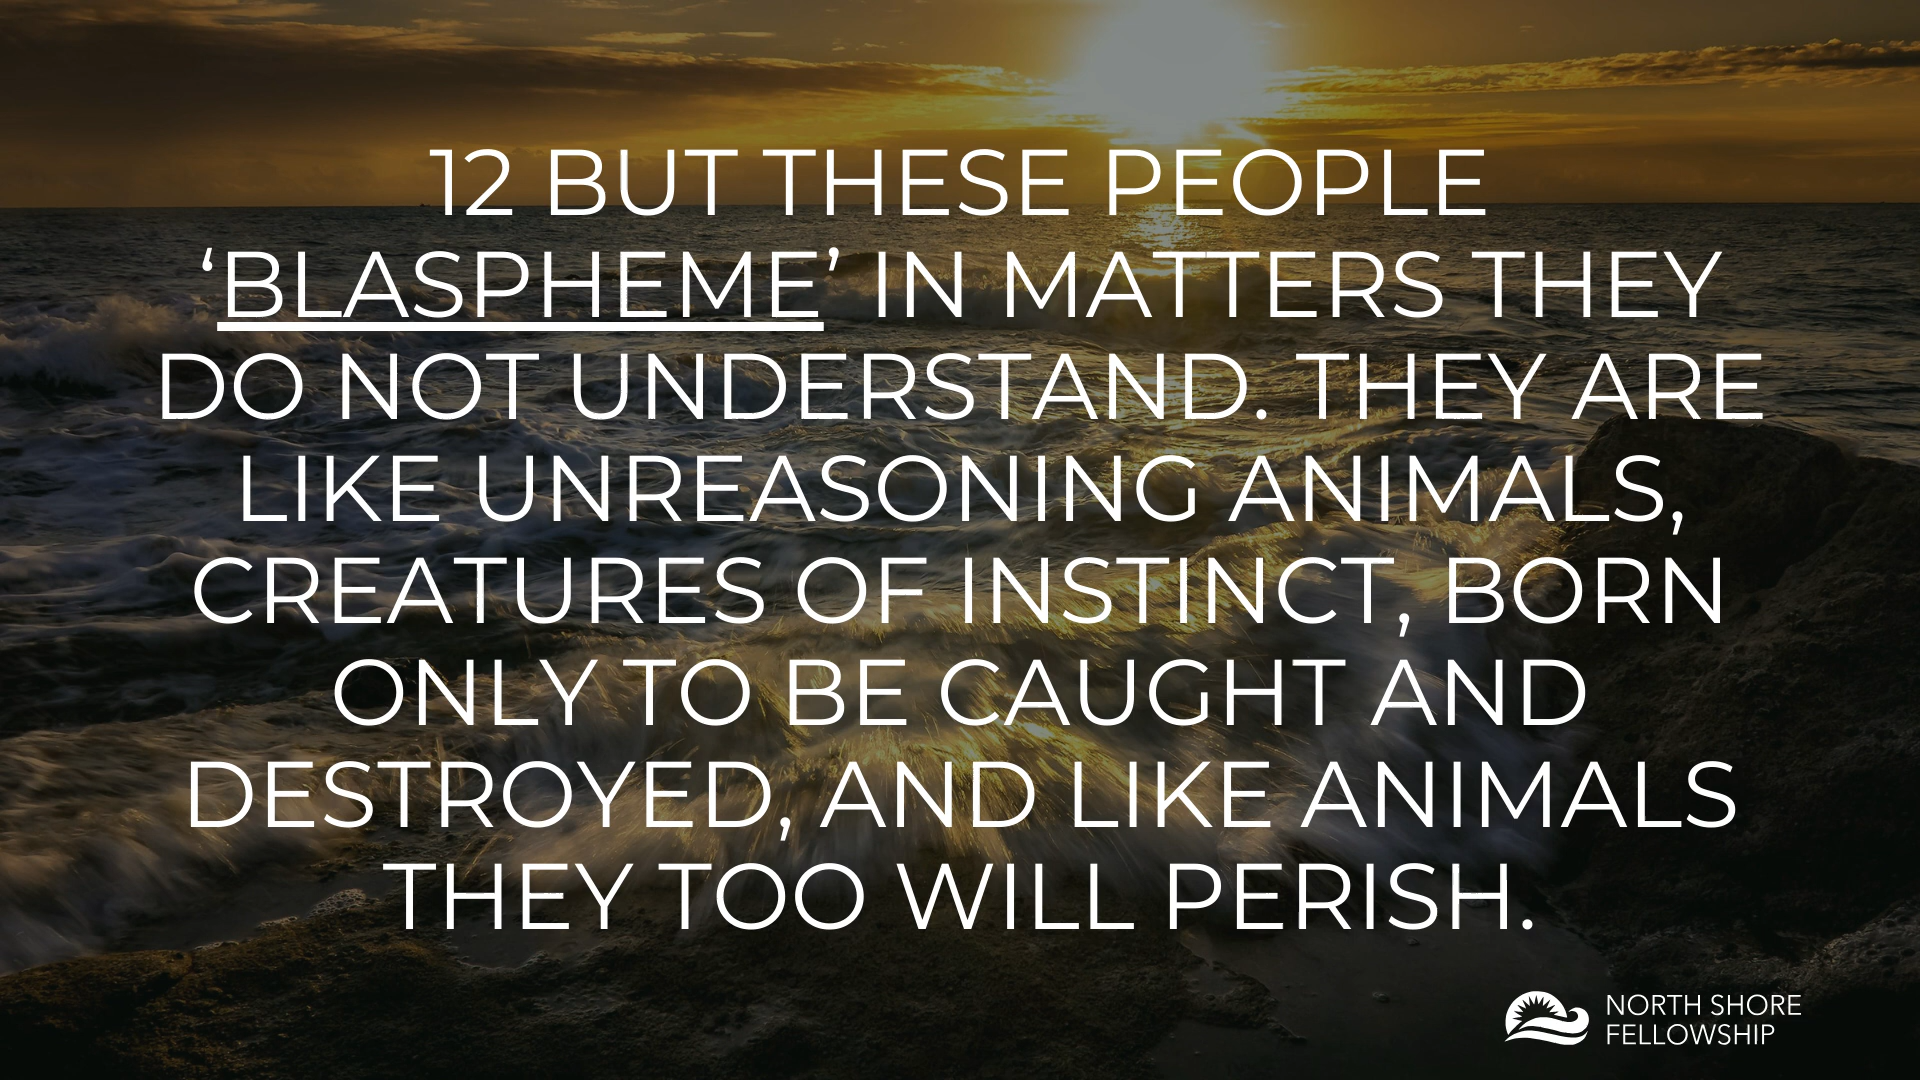 12 BUT THESE PEOPLE
‘BLASPHEME’ IN MATTERS THEY
DO NOT UNDERSTAND. THEY ARE
LIKE UNREASONING ANIMALS,
CREATURES OF INSTINCT, BORN
ONLY TO BE CAUGHT AND
DESTROYED, AND LIKE ANIMALS
THEY TOO WILL PERISH.
NORTH SHORE
FELLOWSHIP